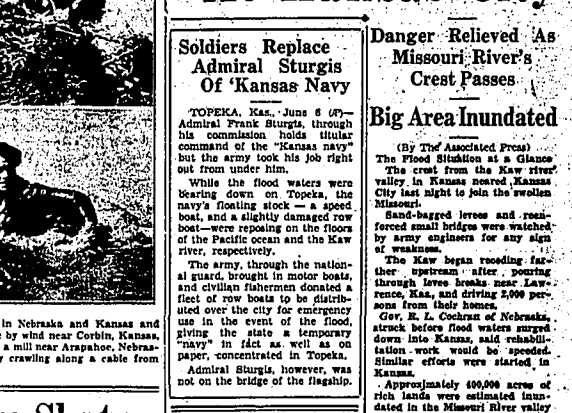 Soldiers Replace
Admiral Sturgis
Of 'Kansas Navy
TOPEKA, Kas., June 6 (AP)—
Admiral Frank Sturgis, through
his commission holds titular
command of the "Kansas navy"
but the army took his job right
out from under him.
While the flood waters were
bearing down on Topeka, the
navy's floating stock — a speed
boat, and a slightly damaged row
boat—were reposing on the floors
of the Pacific ocean and the Kaw
river, respectively.
The army, through the nation-
al guard, brought in motor boats,
and civilian fishermen donated a
fleet of row boats to be distrib-
uted over the city for emergency
use in the event of the flood,
giving the state a temporary
"navy" in fact as well as on
paper, concentrated in Topeka.
Admiral Sturgis, however, was
not on the bridge of the flagship.
Danger Relieved As
Missouri River's
Crest Passes
Big Area Inundated
(By The Associated Press)
The Flood Situation at a Glance
The crest from the Kaw river
valley in Kansas neared Kansas
City last night to join the swollen
Missouri.
Sand-bagged levees and reen-
forced small bridges were watched
by army engineers for any sign
of weakness.
The Kaw began receding far-
ther upstream after pouring
through levee breaks near Law-
rence, Kas., and driving 2,000 per-
sons from their homes.
Gov. R. L. Cochran of Nebraska,
struck before flood waters surged
down into Kansas, said rehabili-
tation work would be speeded.
Similar efforts were started in
Kansas.
Approximately 400,000 acres of
rich lands were estimated inun-
dated in the Missouri River valley
in Nebraska and Kansas and
by wind near Corbin, Kansas,
a mill near Arapahoe, Nebras-
crawling along a cable from